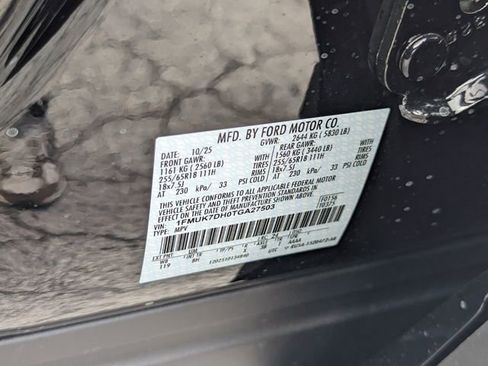 MFD. BY FORD MOTOR CO.
DATE: 10/25 GVWR: 2644 KG ( 5830 LB)
FRONT GAWR: REAR GAWR:
1161 KG ( 2560 LB) WITH 1560 KG ( 3440 LB) WITH
255/65R18 111H TIRES 255/65R18 111H TIRES
18x7.5J RIMS 18x7.5J RIMS
AT 230 kPa/ 33 PSI COLD AT 230 kPa/ 33 PSI COLD
THIS VEHICLE CONFORMS TO ALL APPLICABLE FEDERAL MOTOR
VEHICLE SAFETY AND THEFT PREVENTION STANDARDS IN EFFECT ON
THE DATE OF MANUFACTURE SHOWN ABOVE.
VIN: 1FMUK7DH0TGA27503 F0156
TYPE: MPV
EXT PNT:
119